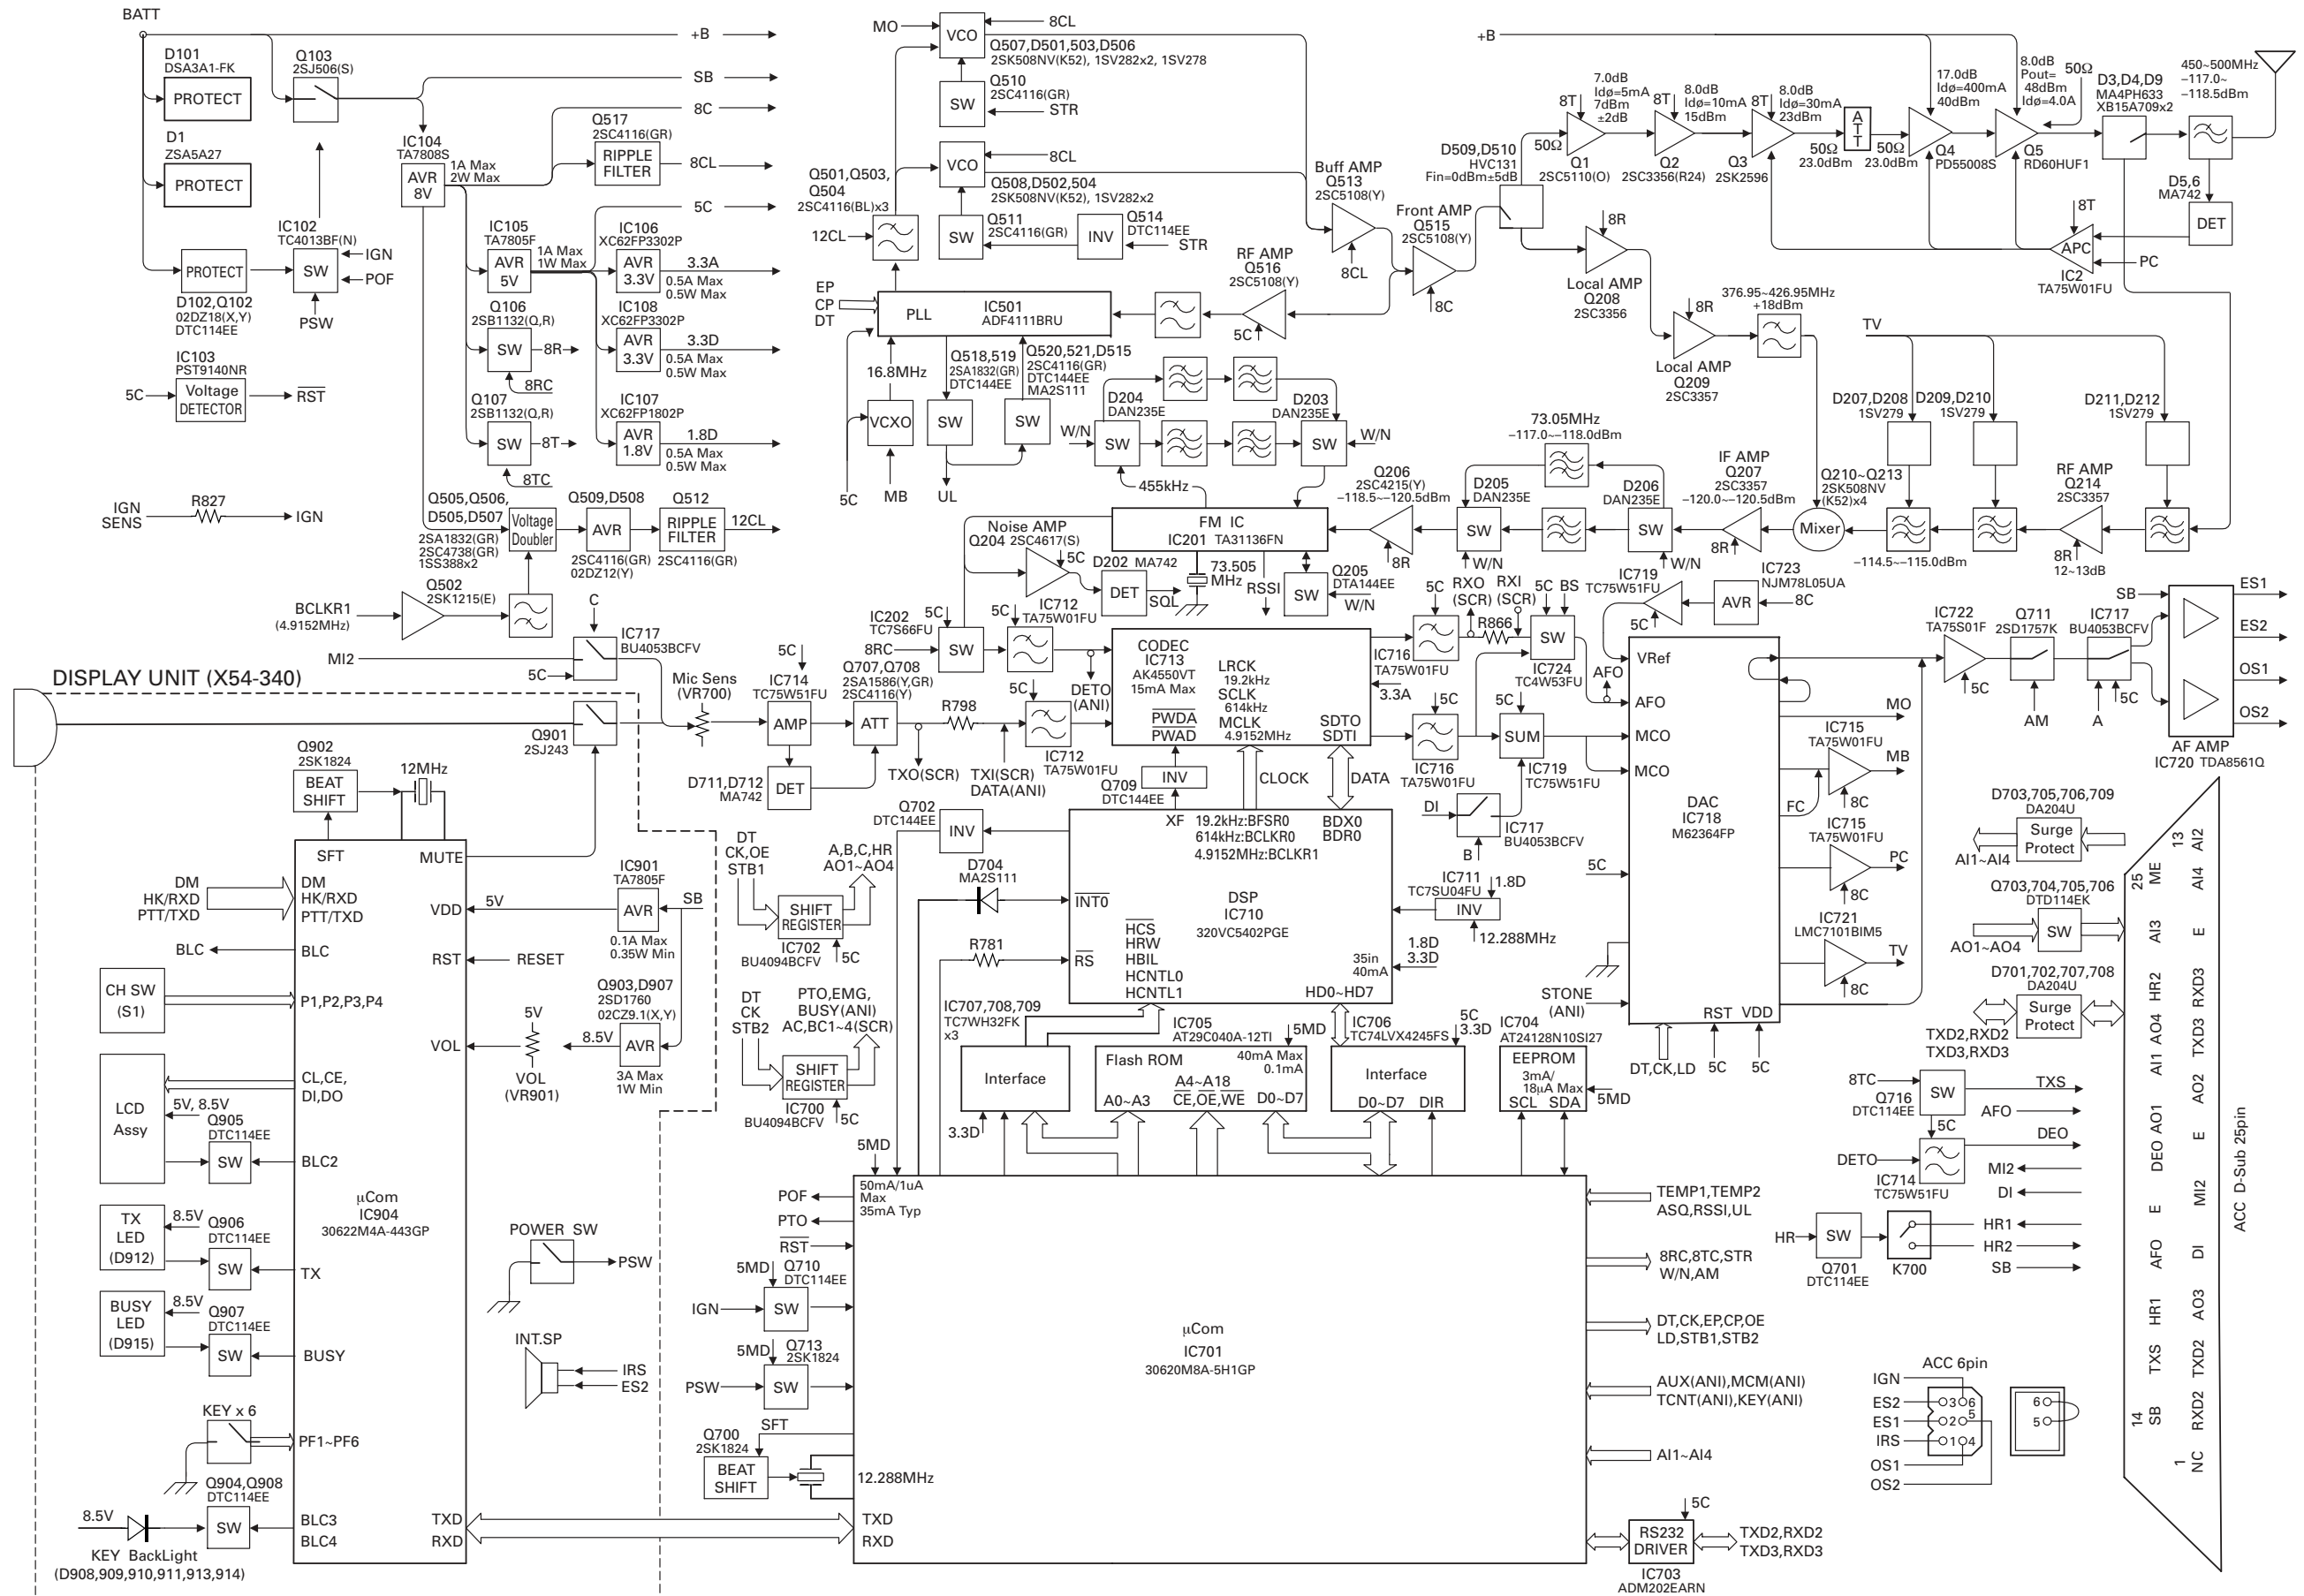 BATT
+B
D101
DSA3A1-FK
PROTECT
D1
ZSA5A27
PROTECT
Q103
2SJ506(S)
SB
8C
IC104
TA7808S
AVR
8V
1A Max
2W Max
Q517
2SC4116(GR)
RIPPLE
FILTER
8CL
5C
IC102
TC4013BF(N)
SW
IGN
POF
PSW
PROTECT
D102,Q102
02DZ18(X,Y)
DTC114EE
IC105
TA7805F
AVR
5V
1A Max
1W Max
IC106
XC62FP3302P
AVR
3.3V
3.3A
0.5A Max
0.5W Max
Q106
2SB1132(Q,R)
SW
8R
8RC
IC108
XC62FP3302P
AVR
3.3V
3.3D
0.5A Max
0.5W Max
IC103
PST9140NR
5C
Voltage
DETECTOR
RST
Q107
2SB1132(Q,R)
SW
8T
8TC
IC107
XC62FP1802P
AVR
1.8V
1.8D
0.5A Max
0.5W Max
IGN
SENS
R827
IGN
Q505,Q506,
D505,D507
2SA1832(GR)
2SC4738(GR)
1SS388x2
Voltage
Doubler
Q509,D508
AVR
2SC4116(GR)
02DZ12(Y)
Q512
RIPPLE
FILTER
2SC4116(GR)
12CL
Q502
2SK1215(E)
BCLKR1
(4.9152MHz)
MO
VCO
8CL
Q507,D501,503,D506
2SK508NV(K52), 1SV282x2, 1SV278
Q510
2SC4116(GR)
SW
STR
VCO
8CL
Q508,D502,504
2SK508NV(K52), 1SV282x2
Q501,Q503,
Q504
2SC4116(BL)x3
12CL
Q511
2SC4116(GR)
SW
INV
Q514
DTC114EE
STR
EP
CP
DT
PLL
IC501
ADF4111BRU
Buff AMP
Q513
2SC5108(Y)
8CL
RF AMP
Q516
2SC5108(Y)
5C
Front AMP
Q515
2SC5108(Y)
8C
D509,D510
HVC131
Fin=0dBm±5dB
16.8MHz
VCXO
MB
5C
Q518,519
2SA1832(GR)
DTC144EE
SW
UL
Q520,521,D515
2SC4116(GR)
DTC144EE
MA2S111
SW
+B
7.0dB
Idø=5mA
7dBm
±2dB
8T
50Ω
Q1
2SC5110(O)
8.0dB
Idø=10mA
15dBm
8T
Q2
2SC3356(R24)
8.0dB
Idø=30mA
23dBm
8T
Q3
2SK2596
A
T
T
50Ω
23.0dBm
50Ω
23.0dBm
17.0dB
Idø=400mA
40dBm
Q4
PD55008S
8.0dB
Pout=
48dBm
Idø=4.0A
50Ω
Q5
RD60HUF1
D3,D4,D9
MA4PH633
XB15A709x2
450~500MHz
–117.0~
–118.5dBm
D5,6
MA742
DET
8T
APC
PC
IC2
TA75W01FU
8R
Local AMP
Q208
2SC3356
8R
Local AMP
Q209
2SC3357
376.95~426.95MHz
+18dBm
TV
D207,D208
1SV279
D209,D210
1SV279
D211,D212
1SV279
D204
DAN235E
W/N
SW
D203
DAN235E
SW
W/N
455kHz
Q206
2SC4215(Y)
–118.5~–120.5dBm
8R
73.05MHz
–117.0~–118.0dBm
D205
DAN235E
SW
W/N
D206
DAN235E
SW
W/N
IF AMP
Q207
2SC3357
–120.0~–120.5dBm
8R
Q210~Q213
2SK508NV
(K52)x4
Mixer
–114.5~–115.0dBm
RF AMP
Q214
2SC3357
8R
12~13dB
FM IC
IC201 TA31136FN
Noise AMP
Q204 2SC4617(S)
5C
D202 MA742
DET
SQL
73.505
MHz
RSSI
Q205
DTA144EE
SW
W/N
DISPLAY UNIT (X54-340)
C
IC717
BU4053BCFV
MI2
5C
Q901
2SJ243
Mic Sens
(VR700)
5C
IC714
TC75W51FU
AMP
Q707,Q708
2SA1586(Y,GR)
2SC4116(Y)
ATT
D711,D712
MA742
DET
TXO(SCR)
R798
TXI(SCR)
DATA(ANI)
IC202
TC7S66FU
5C
8RC
SW
5C
IC712
TA75W01FU
DETO
(ANI)
5C
IC712
TA75W01FU
CODEC
IC713
AK4550VT
15mA Max
LRCK
19.2kHz
SCLK
614kHz
MCLK
4.9152MHz
PWDA
PWAD
SDTO
SDTI
3.3A
INV
Q709
DTC144EE
CLOCK
DATA
5C
IC716
TA75W01FU
RXO
(SCR)
RXI
(SCR)
R866
5C BS
SW
IC724
TC4W53FU
AFO
5C
IC716
TA75W01FU
5C
SUM
IC719
TC75W51FU
IC719
TC75W51FU
5C
IC723
NJM78L05UA
AVR
8C
DI
B
IC717
BU4053BCFV
VRef
AFO
MCO
MCO
DAC
IC718
M62364FP
FC
5C
STONE
(ANI)
RST VDD
DT,CK,LD
5C
5C
IC722
TA75S01F
5C
Q711
2SD1757K
AM
IC717
BU4053BCFV
A
5C
SB
ES1
ES2
OS1
OS2
AF AMP
IC720 TDA8561Q
MO
IC715
TA75W01FU
MB
8C
IC715
TA75W01FU
PC
8C
IC721
LMC7101BIM5
TV
8C
Q902
2SK1824
BEAT
SHIFT
12MHz
SFT
MUTE
DM
HK/RXD
PTT/TXD
DM
HK/RXD
PTT/TXD
BLC
BLC
CH SW
(S1)
P1,P2,P3,P4
LCD
Assy
CL,CE,
DI,DO
5V, 8.5V
Q905
DTC114EE
SW
BLC2
TX
LED
(D912)
8.5V
Q906
DTC114EE
SW
TX
BUSY
LED
(D915)
8.5V
Q907
DTC114EE
SW
BUSY
KEY x 6
PF1~PF6
Q904,Q908
DTC114EE
8.5V
SW
BLC3
BLC4
KEY BackLight
(D908,909,910,911,913,914)
µCom
IC904
30622M4A-443GP
VDD
5V
IC901
TA7805F
AVR
SB
0.1A Max
0.35W Min
RST
RESET
Q903,D907
2SD1760
02CZ9.1(X,Y)
5V
VOL
8.5V
AVR
3A Max
1W Min
VOL
(VR901)
TXD
RXD
POWER SW
PSW
INT.SP
IRS
ES2
Q702
DTC144EE
INV
DT
CK,OE
STB1
A,B,C,HR
AO1~AO4
SHIFT
REGISTER
IC702
BU4094BCFV
5C
DT
CK
STB2
PTO,EMG,
BUSY(ANI)
AC,BC1~4(SCR)
SHIFT
REGISTER
IC700
BU4094BCFV
5C
D704
MA2S111
R781
XF
19.2kHz:BFSR0
614kHz:BCLKR0
4.9152MHz:BCLKR1
BDX0
BDR0
INT0
DSP
IC710
320VC5402PGE
RS
HCS
HRW
HBIL
HCNTL0
HCNTL1
35in
40mA
HD0~HD7
IC711
TC7SU04FU
1.8D
INV
12.288MHz
1.8D
3.3D
IC707,708,709
TC7WH32FK
x3
Interface
3.3D
IC705
AT29C040A-12TI
5MD
Flash ROM
40mA Max
0.1mA
A4~A18
CE,OE,WE
A0~A3
D0~D7
IC706
TC74LVX4245FS
5C
3.3D
Interface
D0~D7 DIR
IC704
AT24128N10SI27
EEPROM
3mA/
18µA Max
SCL SDA
5MD
5MD
50mA/1uA
Max
35mA Typ
POF
PTO
RST
5MD
Q710
DTC114EE
IGN
SW
5MD
Q713
2SK1824
PSW
SW
SFT
Q700
2SK1824
BEAT
SHIFT
12.288MHz
TXD
RXD
µCom
IC701
30620M8A-5H1GP
TEMP1,TEMP2
ASQ,RSSI,UL
8RC,8TC,STR
W/N,AM
DT,CK,EP,CP,OE
LD,STB1,STB2
AUX(ANI),MCM(ANI)
TCNT(ANI),KEY(ANI)
AI1~AI4
5C
RS232
DRIVER
TXD2,RXD2
TXD3,RXD3
IC703
ADM202EARN
D703,705,706,709
DA204U
Surge
Protect
AI1~AI4
Q703,704,705,706
DTD114EK
SW
AO1~AO4
D701,702,707,708
DA204U
Surge
Protect
TXD2,RXD2
TXD3,RXD3
8TC
SW
TXS
Q716
DTC114EE
AFO
5C
DEO
DETO
IC714
TC75W51FU
MI2
DI
HR
SW
Q701
DTC114EE
K700
HR1
HR2
SB
ACC 6pin
IGN
ES2
ES1
IRS
OS1
OS2
3 6
2 5
1 4
6
5
25 ME AI3 HR2 AO4 AI1 AO1 DEO E AFO HR1 TXS SB 14
13 AI2 AI4 E RXD3 TXD3 AO2 E MI2 DI AO3 TXD2 RXD2 NC 1
ACC D-Sub 25pin